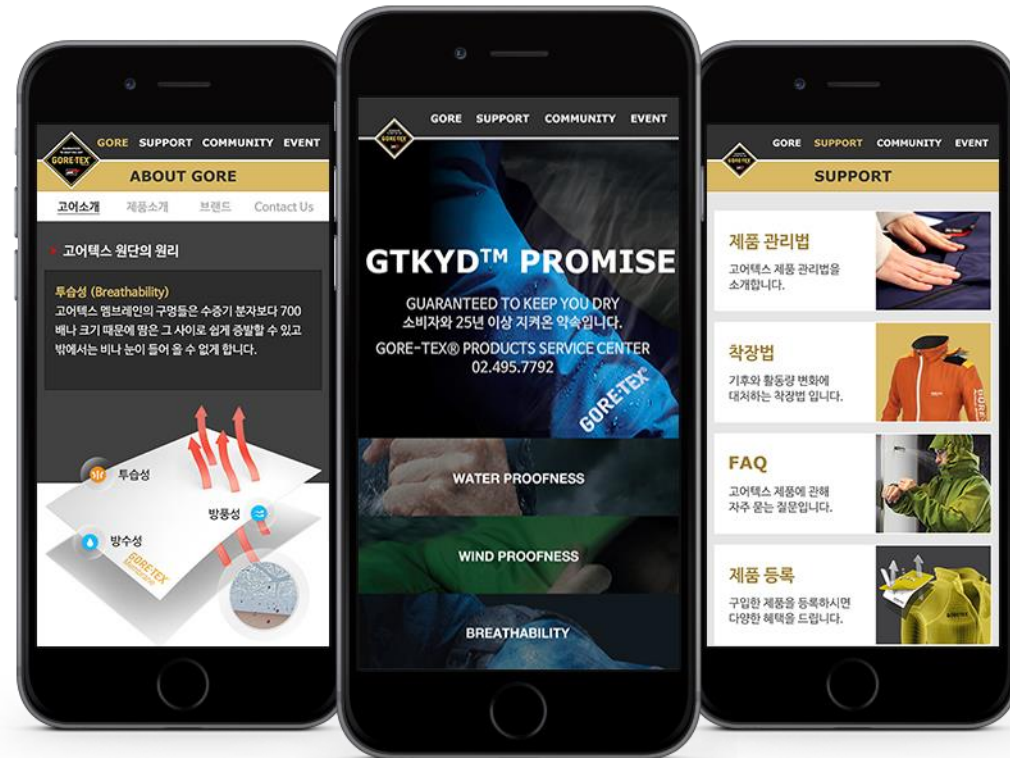 GORE SUPPORT COMMUNITY EVENT
GORE-TEX
ABOUT GORE
고어소개 제품소개 브랜드 Contact Us
고어텍스 원단의 원리
투습성 (Breathability)
고어텍스 멤브레인의 구멍들은 수증기 분자보다 700
배나 크기 때문에 땀은 그 사이로 쉽게 증발할 수 있고
밖에서는 비나 눈이 들어 올 수 없게 합니다.
투습성
방풍성
방수성
GORE-TEX
Membrane
GORE SUPPORT COMMUNITY EVENT
GORE-TEX
GTKYD™ PROMISE
GUARANTEED TO KEEP YOU DRY
소비자와 25년 이상 지켜온 약속입니다.
GORE-TEX® PRODUCTS SERVICE CENTER
02.495.7792
GORE-TEX®
WATER PROOFNESS
WIND PROOFNESS
BREATHABILITY
GORE SUPPORT COMMUNITY EVENT
GORE-TEX
SUPPORT
제품 관리법
고어텍스 제품 관리법을
소개합니다.
착장법
기후와 활동량 변화에
대처하는 착장법 입니다.
FAQ
고어텍스 제품에 관해
자주 묻는 질문입니다.
제품 등록
구입한 제품을 등록하시면
다양한 혜택을 드립니다.